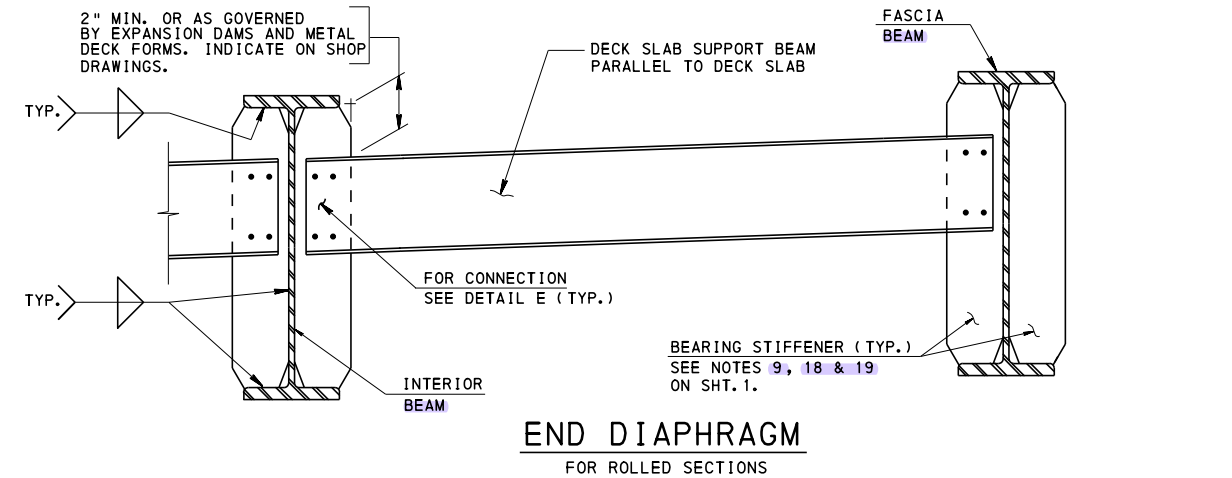 2" MIN. OR AS GOVERNED
BY EXPANSION DAMS AND METAL
DECK FORMS. INDICATE ON SHOP
DRAWINGS.
FASCIA
BEAM
DECK SLAB SUPPORT BEAM
PARALLEL TO DECK SLAB
TYP.
FOR CONNECTION
SEE DETAIL E (TYP.)
TYP.
BEARING STIFFENER (TYP.)
SEE NOTES 9, 18 & 19
ON SHT.1.
INTERIOR
BEAM
END DIAPHRAGM
FOR ROLLED SECTIONS